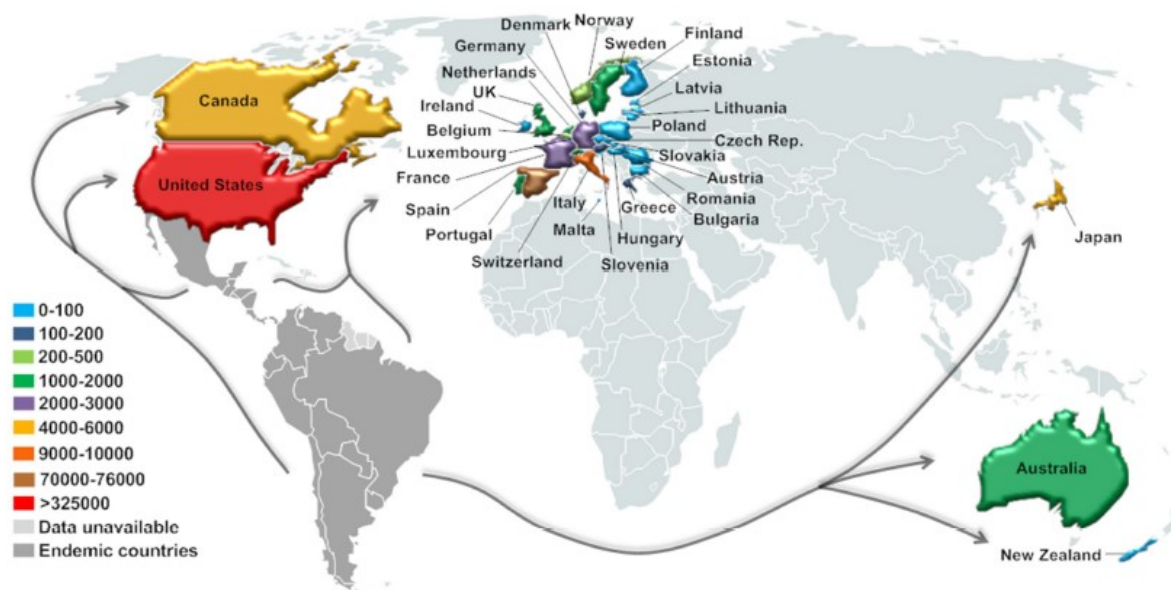 Norway
Denmark
Finland
Germany
Sweden
Estonia
Netherlands
Latvia
UK
Canada
Ireland
Lithuania
Belgium
Poland
Czech Rep.
Luxembourg
Slovakia
United States
France
Austria
Spain
Italy
Greece
Romania
Malta
Bulgaria
Portugal
Hungary
Japan
Switzerland
Slovenia
0-100
100-200
200-500
1000-2000
2000-3000
4000-6000
9000-10000
70000-76000
>325000
Data unavailable
Endemic countries
Australia
New Zealand